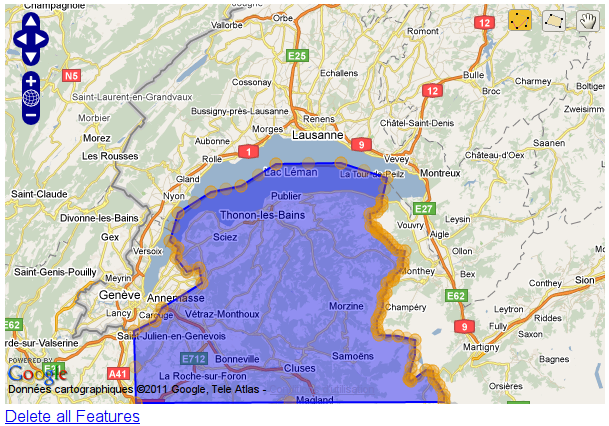 Champagnole
Vallorbe
Orbe
Romont
12
E25
N5
Echallens
Bulle
Charmey
Cossonay
12
Broc
Boltiger
Saint-Laurent-en-Grandvaux
Zweisimm
Bussigny-près-Lausanne
Morbier
Renens
Châtel-Saint-Denis
Morez
Morges
Lausanne
Aubonne
9
Saanen
Les Rousses
Rolle
1
Vevey
Château-d'Oex
Gland
Lac Léman
La Tour de Peilz
Montreux
Saint-Claude
Nyon
Publier
E27
Divonne-les-Bains
Thonon-les-Bains
Leysin
Vouvry
Aigle
Gex
Versoix
Sciez
Ollon
Saint-Genis-Pouilly
Meyrin
Monthey
Bex
Conthey
Sion
Genève
Annemasse
E62
Lancy
Carouge
Vétraz-Monthoux
Morzine
Champéry
Leytron
Riddes
E62
9
Fully
Saxon
rde-sur-Valserine
Saint-Julien-en-Genevois
Martigny
E712
Bonneville
Samoëns
Bagnes
POWERED BY
Google
A41
La Roche-sur-Foron
Cluses
Orsières
Données cartographiques ©2011 Google, Tele Atlas -
Magland
Delete all Features